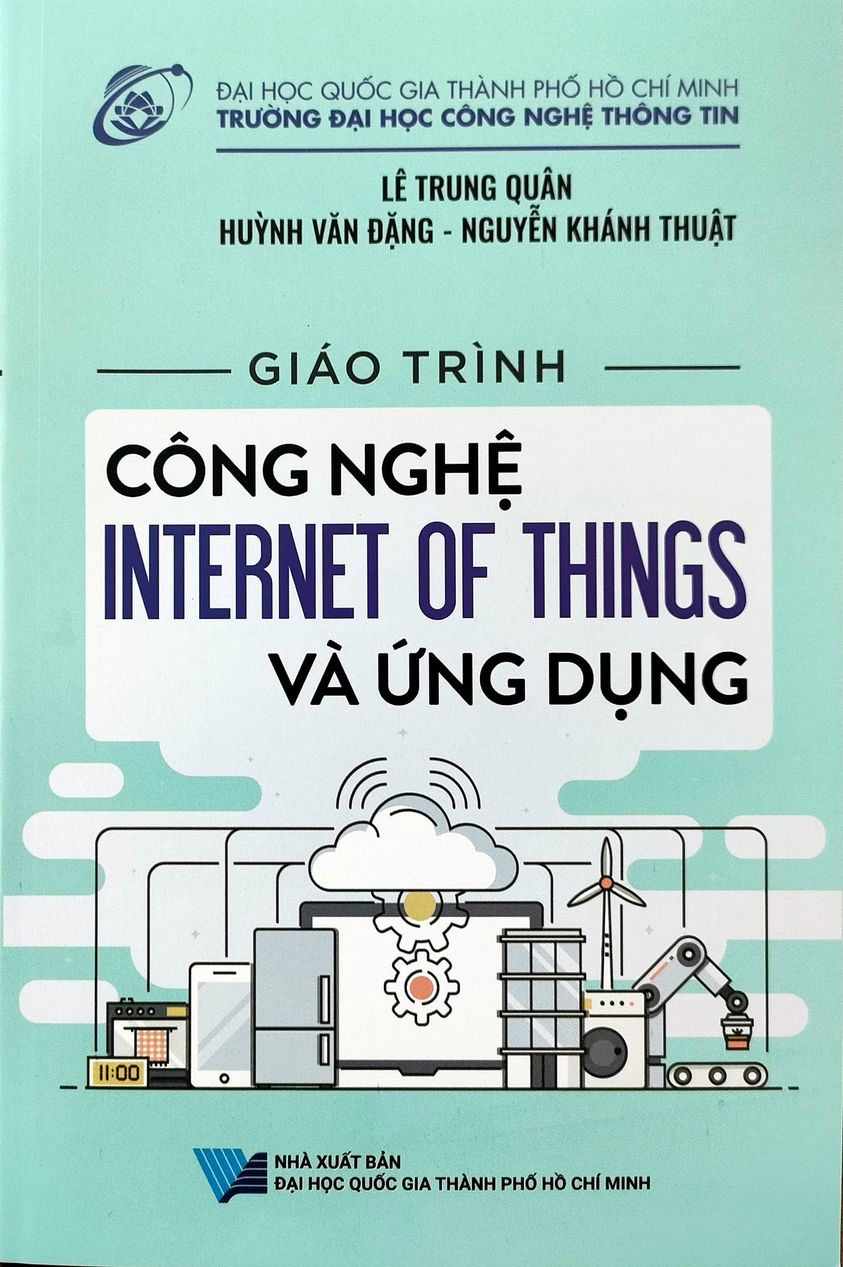 ĐẠI HỌC QUỐC GIA THÀNH PHỐ HỒ CHÍ MINH
TRƯỜNG ĐẠI HỌC CÔNG NGHỆ THÔNG TIN
LÊ TRUNG QUÂN
HUỲNH VĂN ĐẶNG - NGUYỄN KHÁNH THUẬT
GIÁO TRÌNH
CÔNG NGHỆ
INTERNET OF THINGS
VÀ ỨNG DỤNG
11:00
NHÀ XUẤT BẢN
ĐẠI HỌC QUỐC GIA THÀNH PHỐ HỒ CHÍ MINH